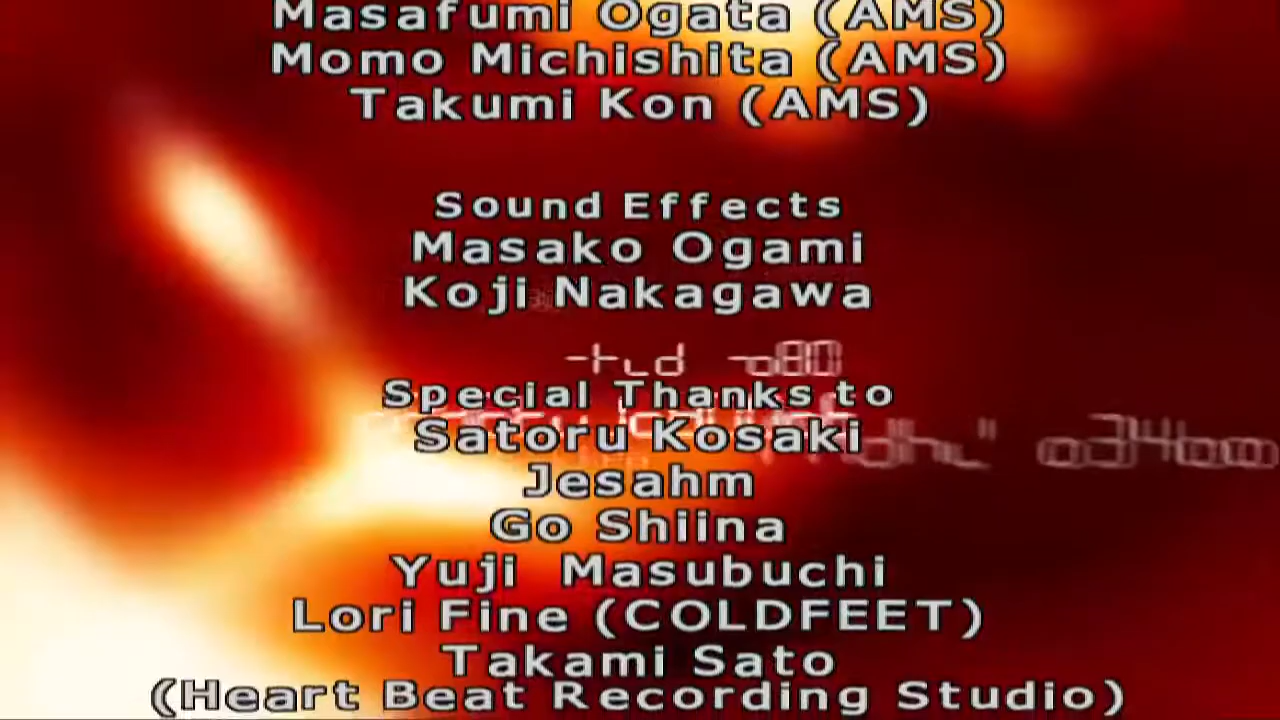 Masafumi Ogata (AMS)
Momo Michishita (AMS)
Takumi Kon (AMS)
Sound Effects
Masako Ogami
Koji Nakagawa
Special Thanks to
Satoru Kosaki
Jesahm
Go Shiina
Yuji Masubuchi
Lori Fine (COLDFEET)
Takami Sato
(Heart Beat Recording Studio)